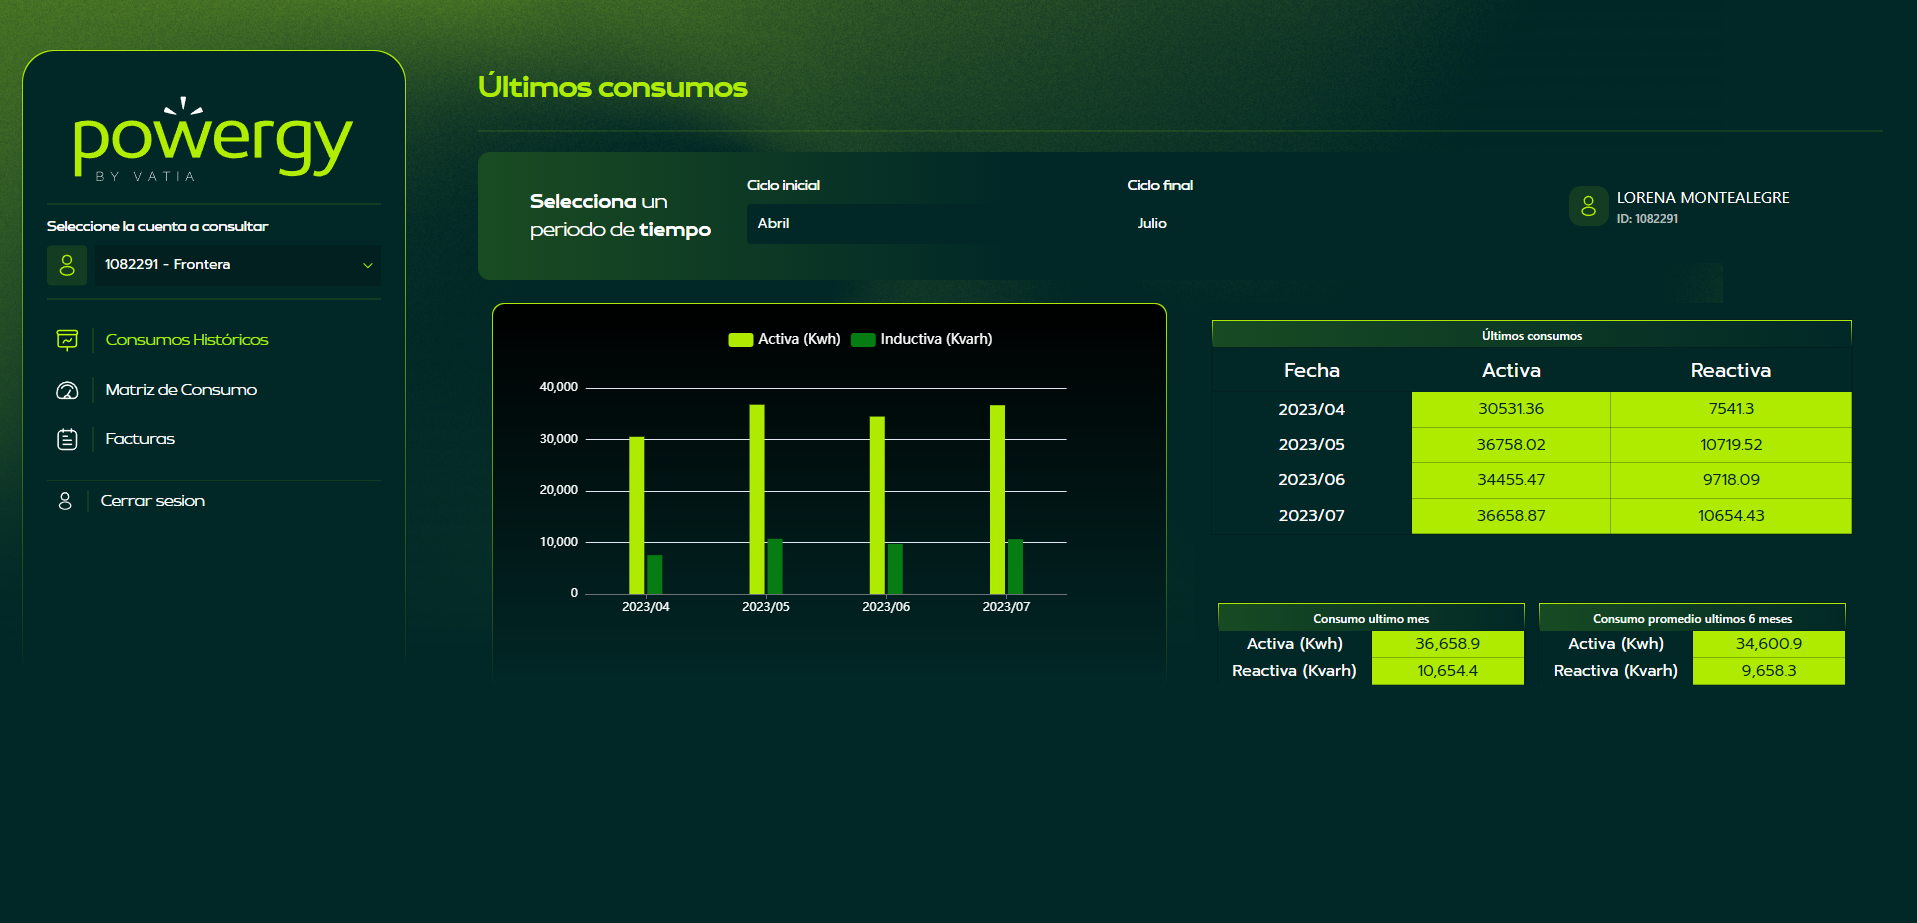 powergy
BY VATIA
Seleccione la cuenta a consultar
1082291 - Frontera
Consumos Históricos
Matriz de Consumo
Facturas
Cerrar sesion
Últimos consumos
Selecciona un
periodo de tiempo
Ciclo inicial
Abril
Ciclo final
Julio
LORENA MONTEALEGRE
ID: 1082291
Activa (Kwh) Inductiva (Kvarh)
40,000
30,000
20,000
10,000
0
2023/04 2023/05 2023/06 2023/07
Últimos consumos
Fecha Activa Reactiva
2023/04 30531.36 7541.3
2023/05 36758.02 10719.52
2023/06 34455.47 9718.09
2023/07 36658.87 10654.43
Consumo ultimo mes
Activa (Kwh) 36,658.9
Reactiva (Kvarh) 10,654.4
Consumo promedio ultimos 6 meses
Activa (Kwh) 34,600.9
Reactiva (Kvarh) 9,658.3